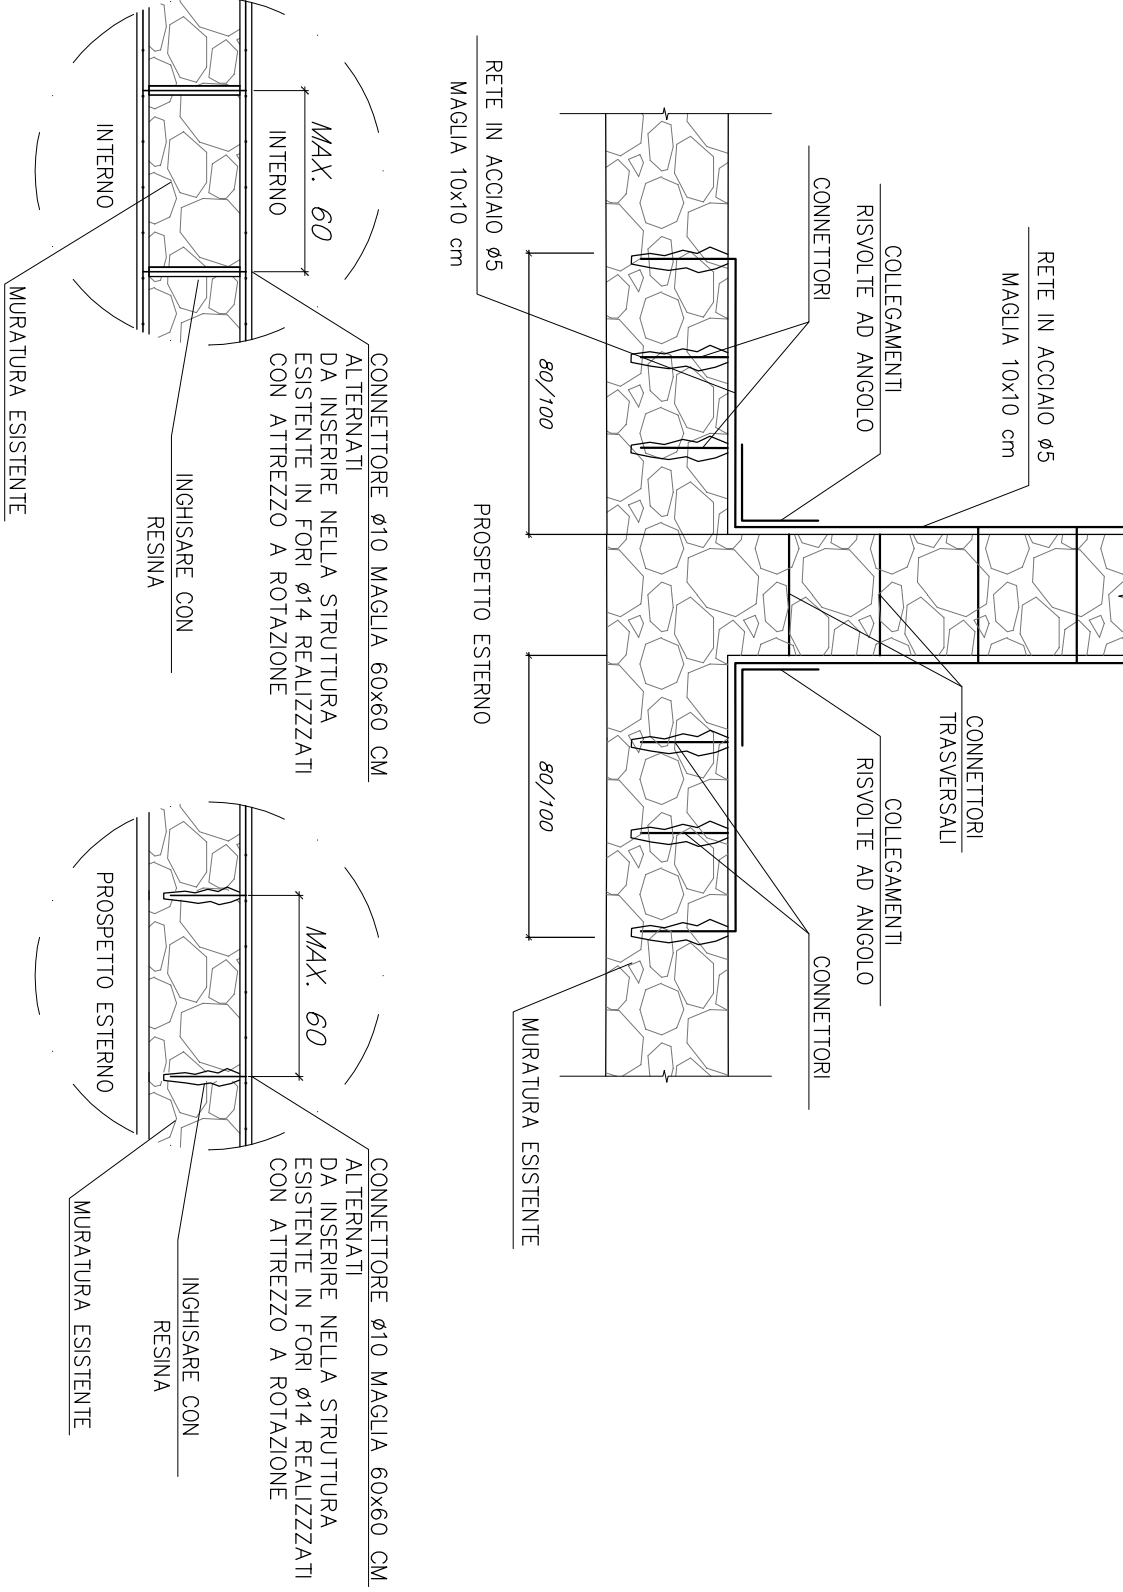 RETE IN ACCIAIO ø5
MAGLIA 10x10 cm
COLLEGAMENTI
RISVOLTE AD ANGOLO
CONNETTORI
RETE IN ACCIAIO ø5
MAGLIA 10x10 cm
CONNETTORI
TRASVERSALI
COLLEGAMENTI
RISVOLTE AD ANGOLO
CONNETTORI
80/100
80/100
PROSPETTO ESTERNO
MURATURA ESISTENTE
MAX. 60
INTERNO
INTERNO
CONNETTORE ø10 MAGLIA 60x60 CM
ALTERNATI
DA INSERIRE NELLA STRUTTURA
ESISTENTE IN FORI ø14 REALIZZZATI
CON ATTREZZO A ROTAZIONE
INGHISARE CON
RESINA
MURATURA ESISTENTE
MAX. 60
PROSPETTO ESTERNO
CONNETTORE ø10 MAGLIA 60x60 CM
ALTERNATI
DA INSERIRE NELLA STRUTTURA
ESISTENTE IN FORI ø14 REALIZZZATI
CON ATTREZZO A ROTAZIONE
INGHISARE CON
RESINA
MURATURA ESISTENTE